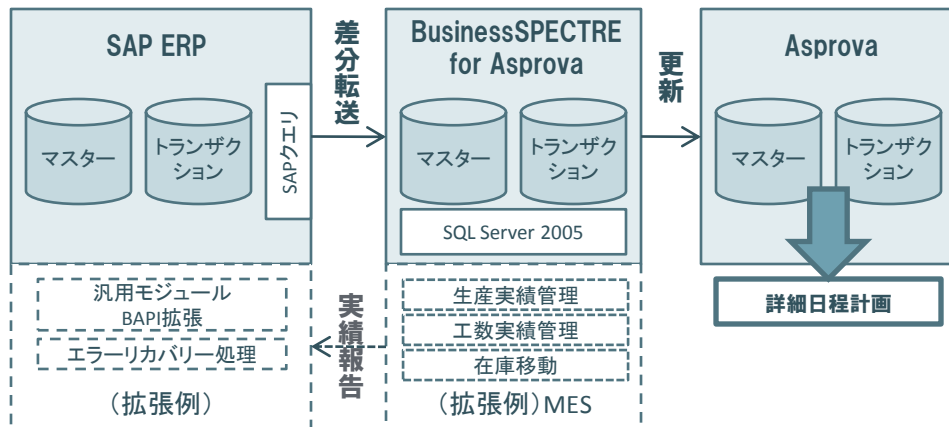 SAP ERP
マスター
トランザク
ション
SAPクエリ
差分転送
BusinessSPECTRE
for Asprova
マスター
トランザク
ション
SQL Server 2005
更新
Asprova
マスター
トランザク
ション
詳細日程計画
汎用モジュール
BAPI拡張
エラーリカバリー処理
(拡張例)
実績報告
生産実績管理
工数実績管理
在庫移動
(拡張例)MES